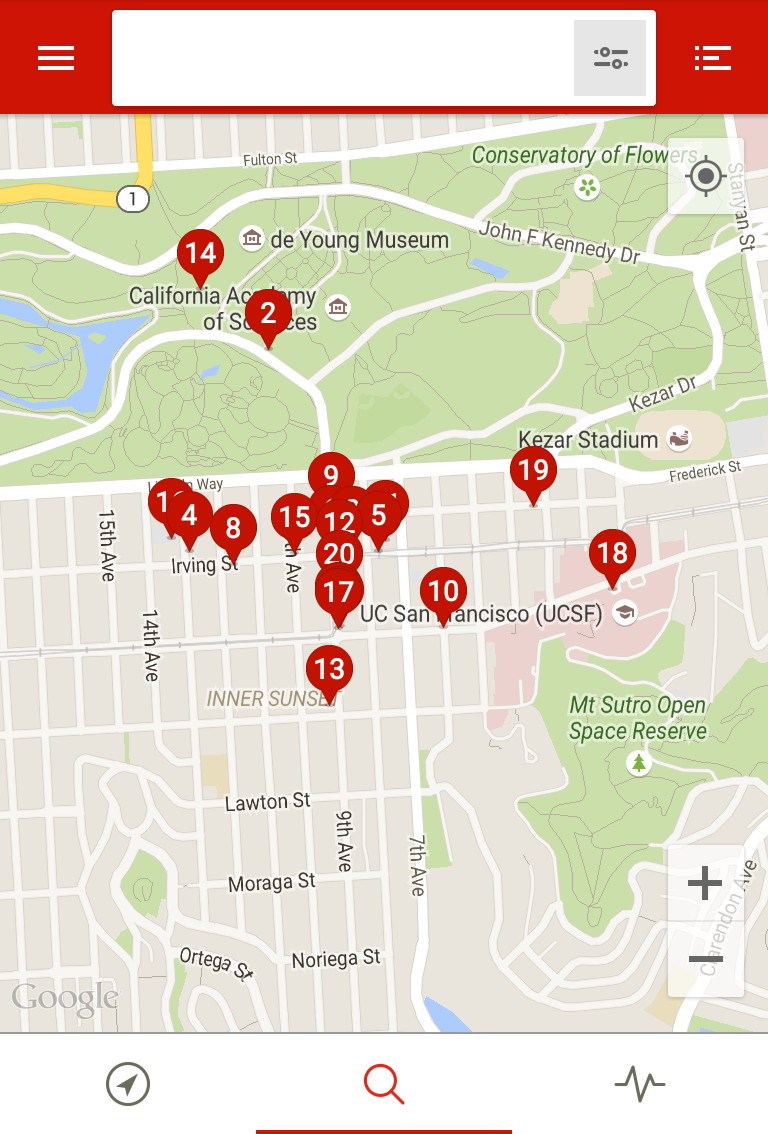 Fulton St
Conservatory of Flowers
1
Stanyan St
de Young Museum
John F Kennedy Dr
14
California Academy
of Sciences
2
Kezar Dr
Kezar Stadium
9
19
Frederick St
Way
15th Ave
4
8
15
12
5
Irving St
Ave
20
18
17
10
UC San Francisco (UCSF)
14th Ave
13
INNER SUNSET
Mt Sutro Open
Space Reserve
Lawton St
9th Ave
7th Ave
Moraga St
Clarendon Ave
Ortega St
Noriega St
Google